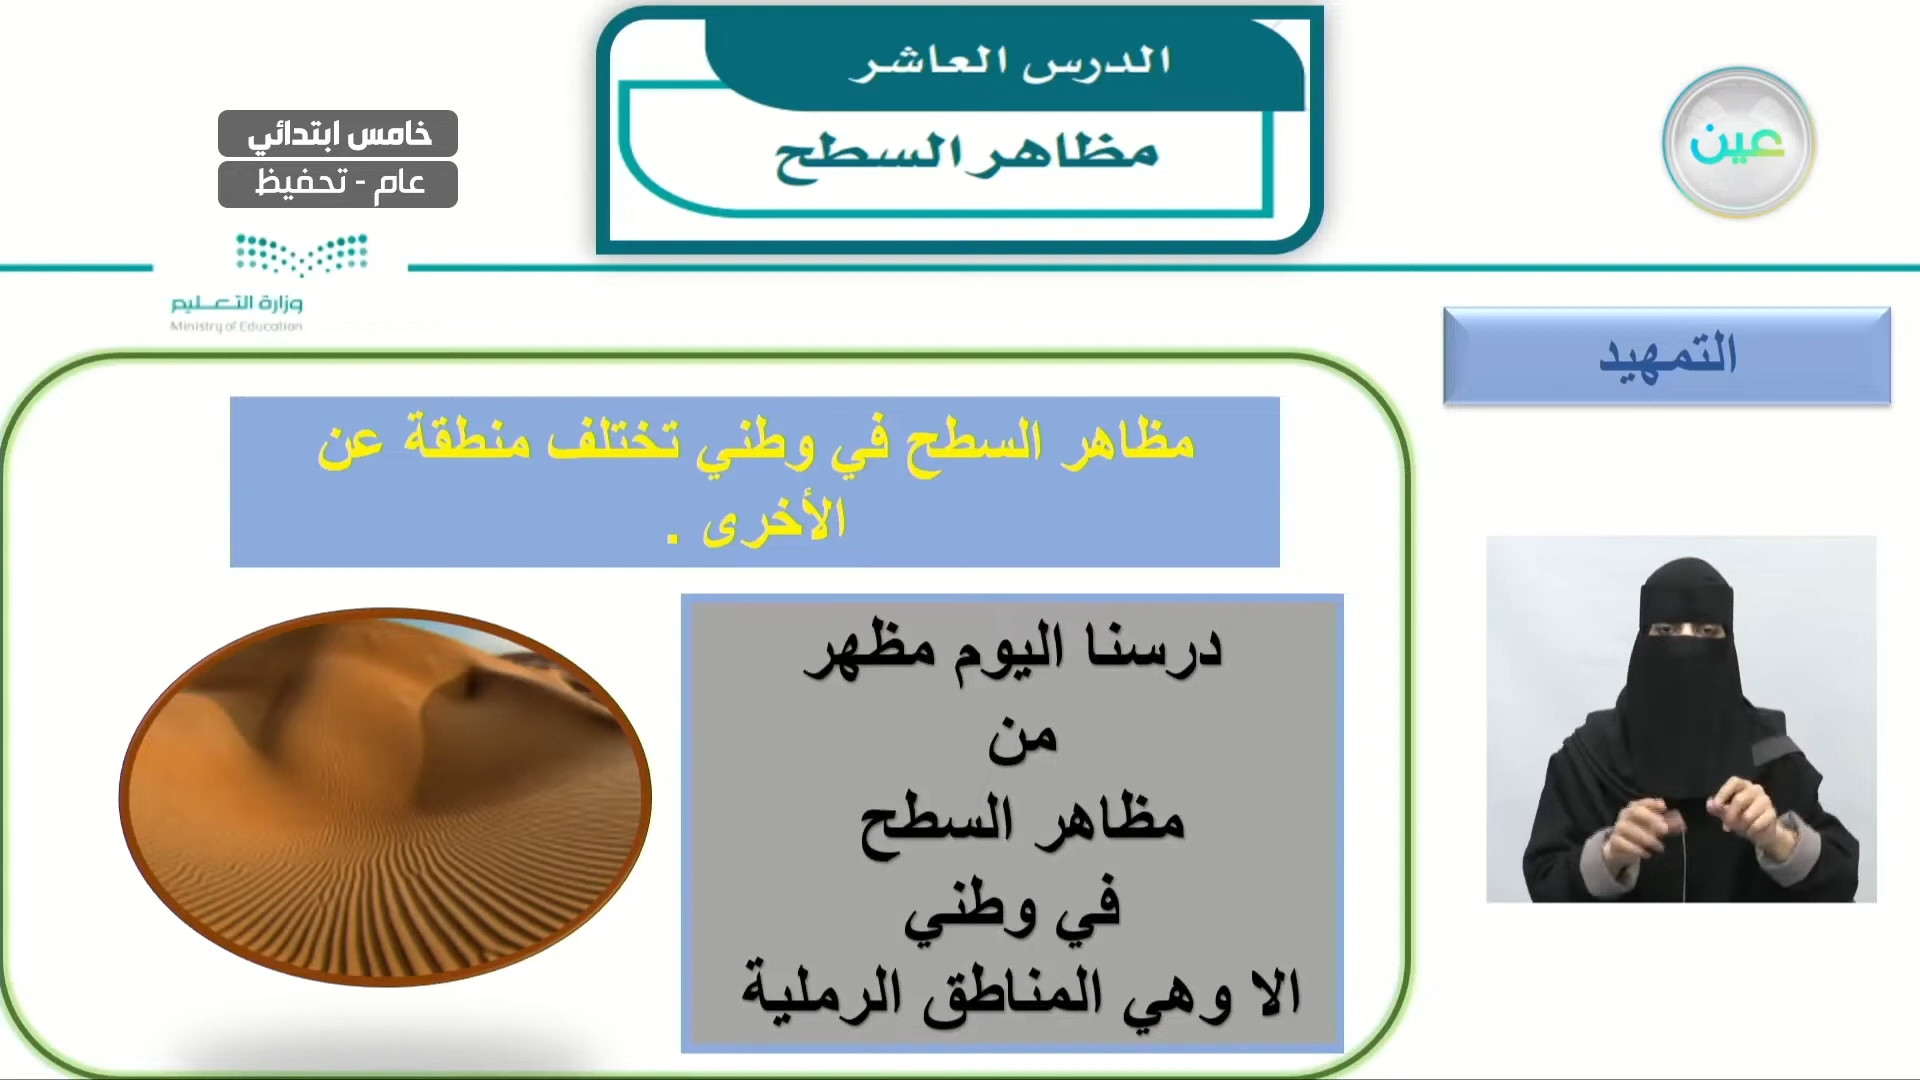 الدرس العاشر
مظاهر السطح
عين
خامس ابتدائي
عام - تحفيظ
وزارة التعليم
Ministry of Education
التمهيد
مظاهر السطح في وطني تختلف منطقة عن
الأخرى .
درسنا اليوم مظهر
من
مظاهر السطح
في وطني
الا وهي المناطق الرملية